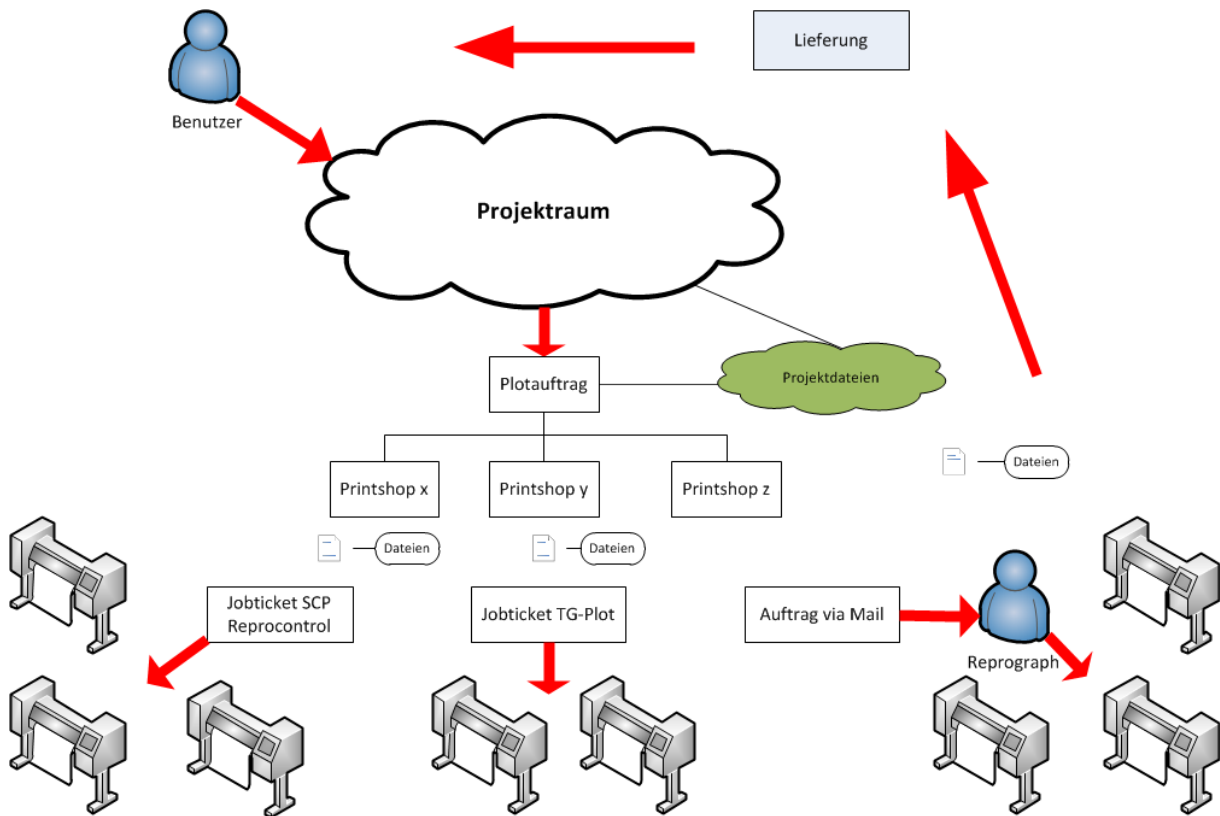 Lieferung
Benutzer
Projektraum
Plotauftrag
Projektdateien
Printshop x
Printshop y
Printshop z
Dateien
Dateien
Dateien
Jobticket SCP
Reprocontrol
Jobticket TG-Plot
Auftrag via Mail
Reprograph